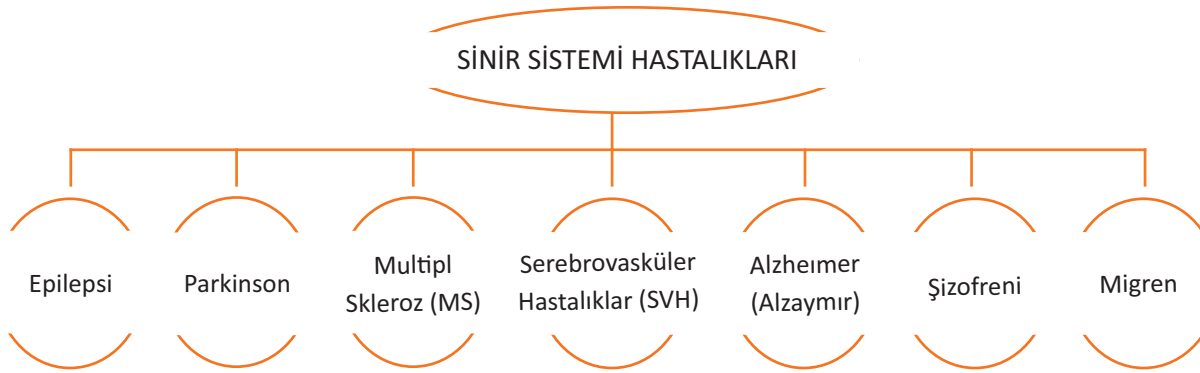 SİNİR SİSTEMİ HASTALIKLARI
Epilepsi
Parkinson
Multipl
Skleroz (MS)
Serebrovasküler
Hastalıklar (SVH)
Alzheımer
(Alzaymır)
Şizofreni
Migren